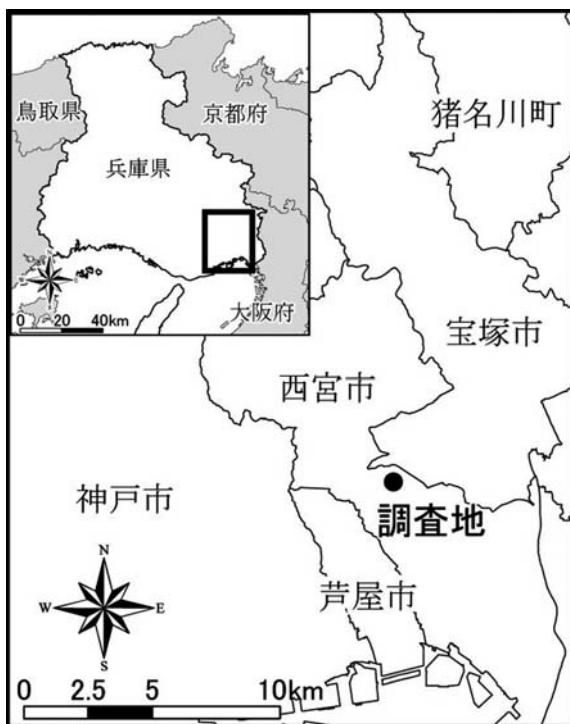 鳥取県
京都府
兵庫県
大阪府
0 20 40km
猪名川町
宝塚市
西宮市
神戸市
調査地
芦屋市
N
W E
S
0 2.5 5 10km